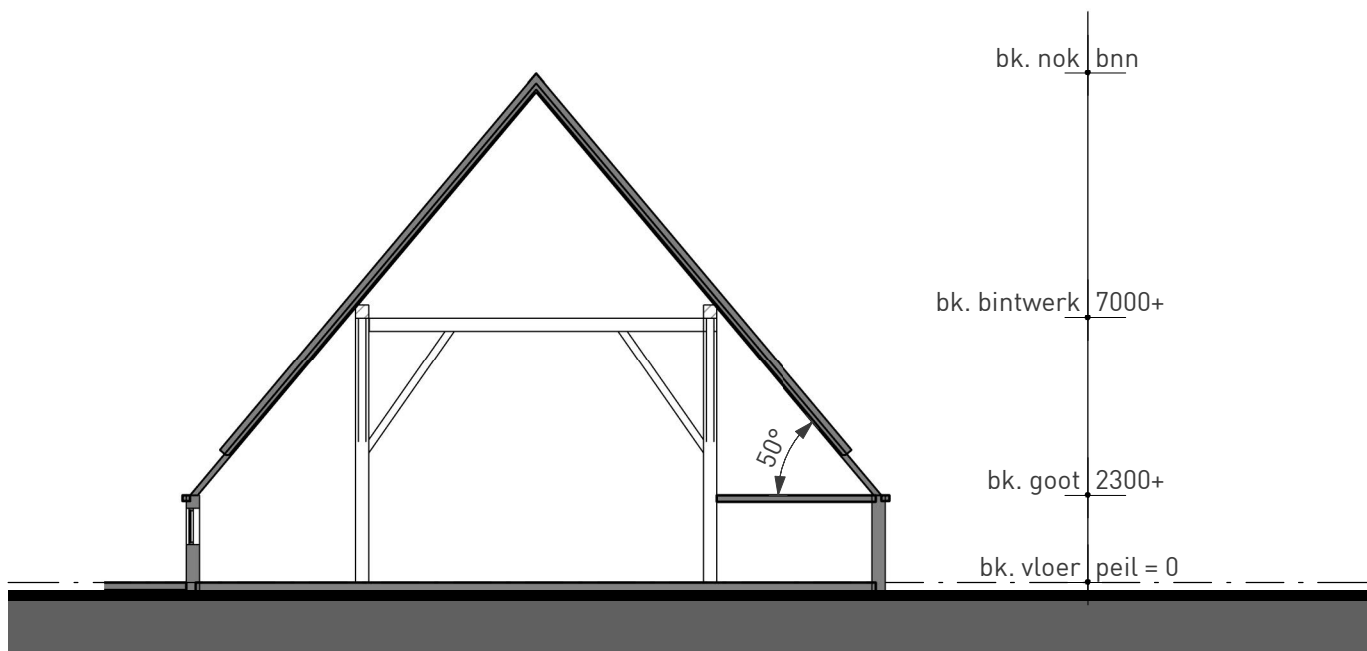 bk. nok bnn
bk. bintwerk 7000+
50°
bk. goot 2300+
bk. vloer peil = 0